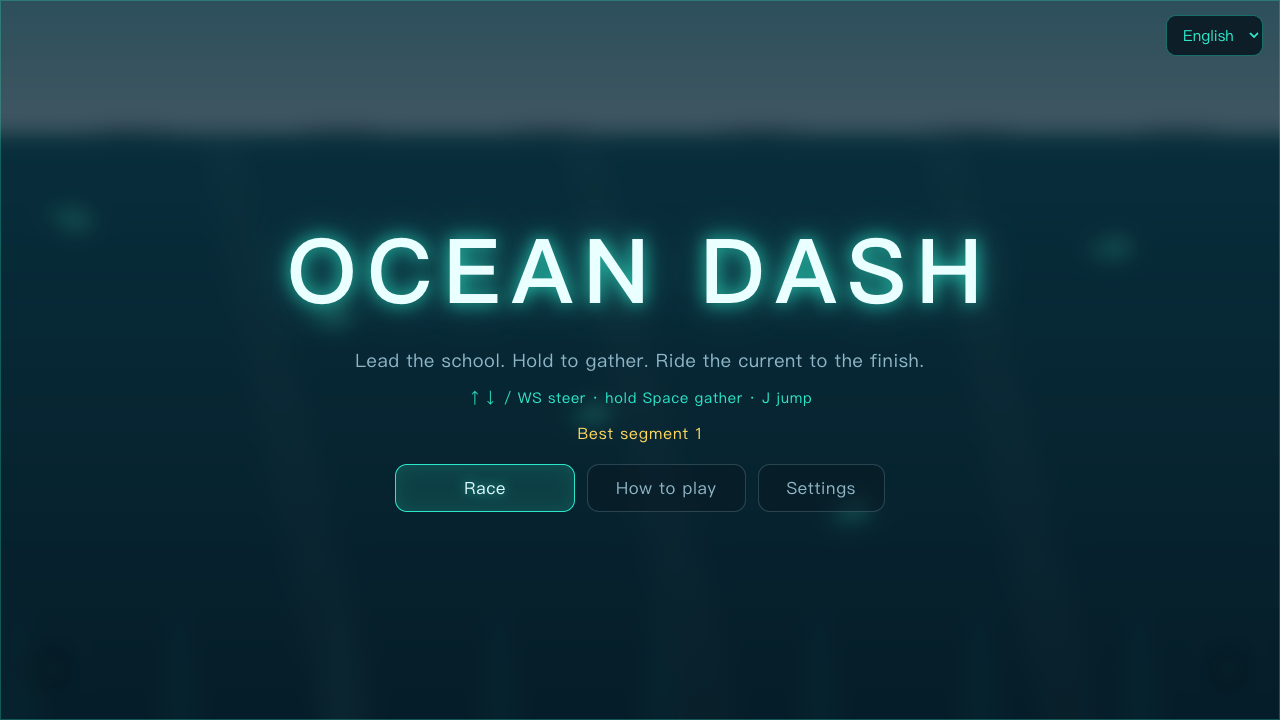 English
OCEAN DASH
Lead the school. Hold to gather. Ride the current to the finish.
↑↓ / WS steer · hold Space gather · J jump
Best segment 1
Race
How to play
Settings